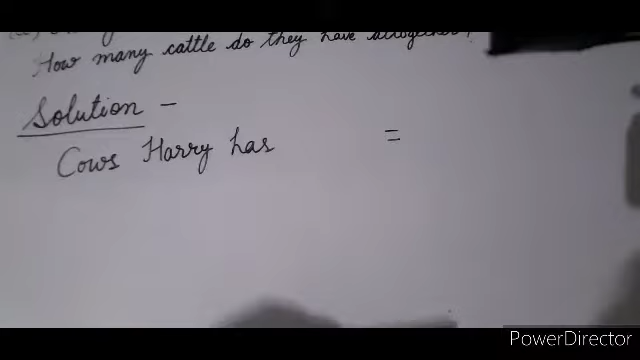 How many cattle do they have altogether?
Solution -
Cows Harry has =
PowerDirector